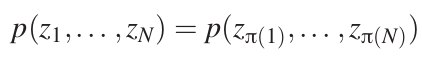 p(z₁, . . . , z_N) = p(z_π(1), . . . , z_π(N))